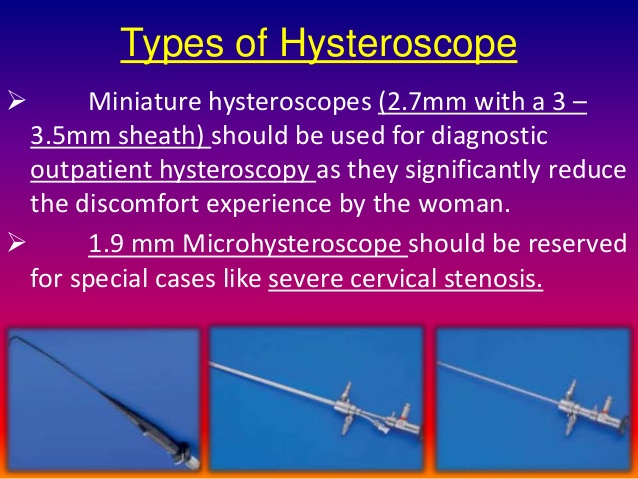 Types of Hysteroscope
➢ Miniature hysteroscopes (2.7mm with a 3 –
3.5mm sheath) should be used for diagnostic
outpatient hysteroscopy as they significantly reduce
the discomfort experience by the woman.
➢ 1.9 mm Microhysteroscope should be reserved
for special cases like severe cervical stenosis.